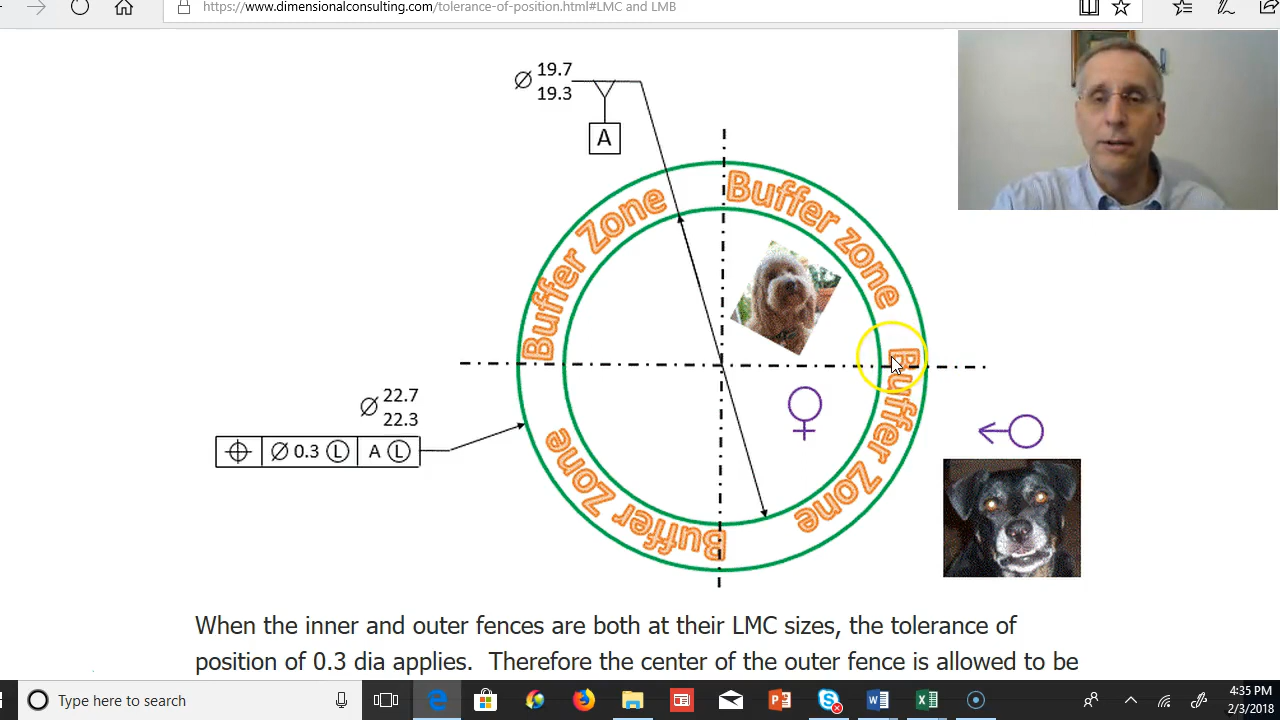 https://www.dimensionalconsulting.com/tolerance-of-position.html#LMC and LMB
Ø 19.7
19.3
A
Buffer Zone
Buffer zone
Buffer Zone
Buffer Zone
Ø 22.7
22.3
⌖ Ø 0.3 Ⓛ A Ⓛ
♀
When the inner and outer fences are both at their LMC sizes, the tolerance of
position of 0.3 dia applies. Therefore the center of the outer fence is allowed to be
Type here to search
4:35 PM
2/3/2018